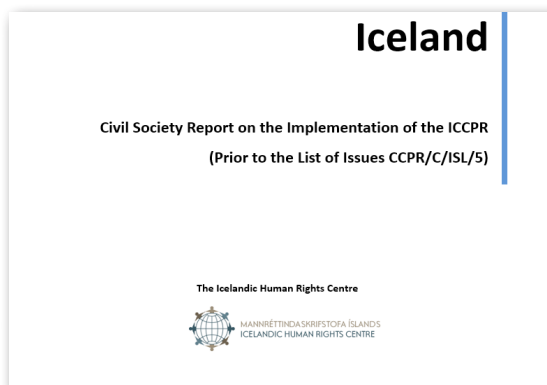 Iceland
Civil Society Report on the Implementation of the ICCPR
(Prior to the List of Issues CCPR/C/ISL/5)
The Icelandic Human Rights Centre
MANNRÉTTINDASKRIFSTOFA ÍSLANDS
ICELANDIC HUMAN RIGHTS CENTRE